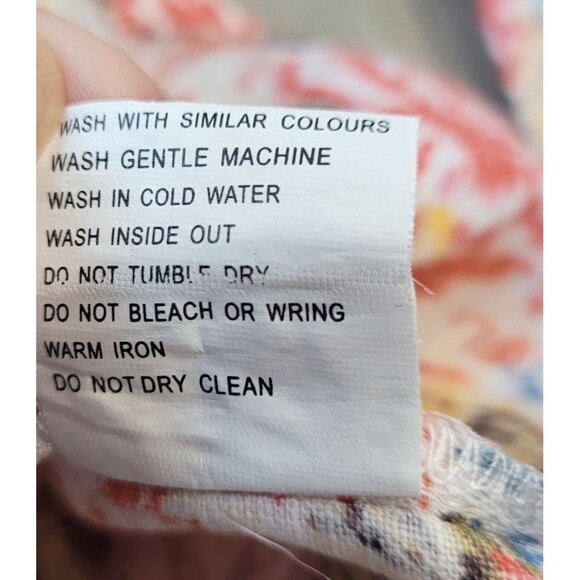 WASH WITH SIMILAR COLOURS
WASH GENTLE MACHINE
WASH IN COLD WATER
WASH INSIDE OUT
DO NOT TUMBLE DRY
DO NOT BLEACH OR WRING
WARM IRON
DO NOT DRY CLEAN